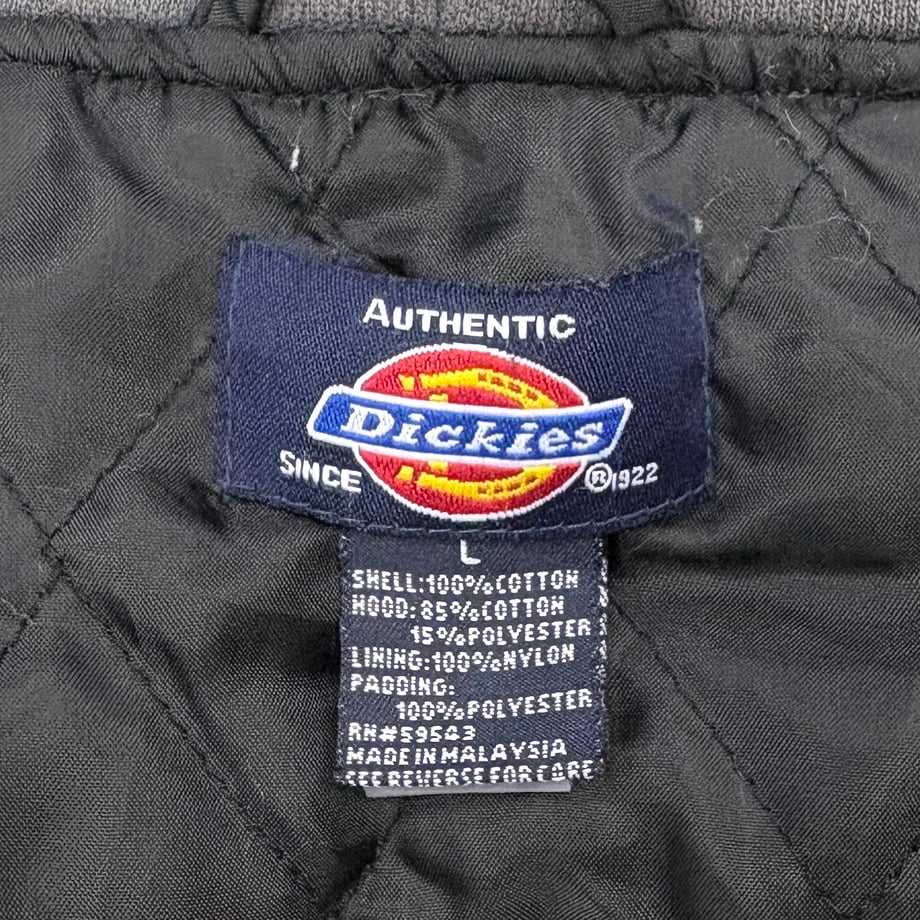 AUTHENTIC
Dickies
SINCE ®1922
L
SHELL:100%COTTON
HOOD:85%COTTON
15%POLYESTER
LINING:100%NYLON
PADDING:
100%POLYESTER
RN#59543
MADE IN MALAYSIA
SEE REVERSE FOR CARE